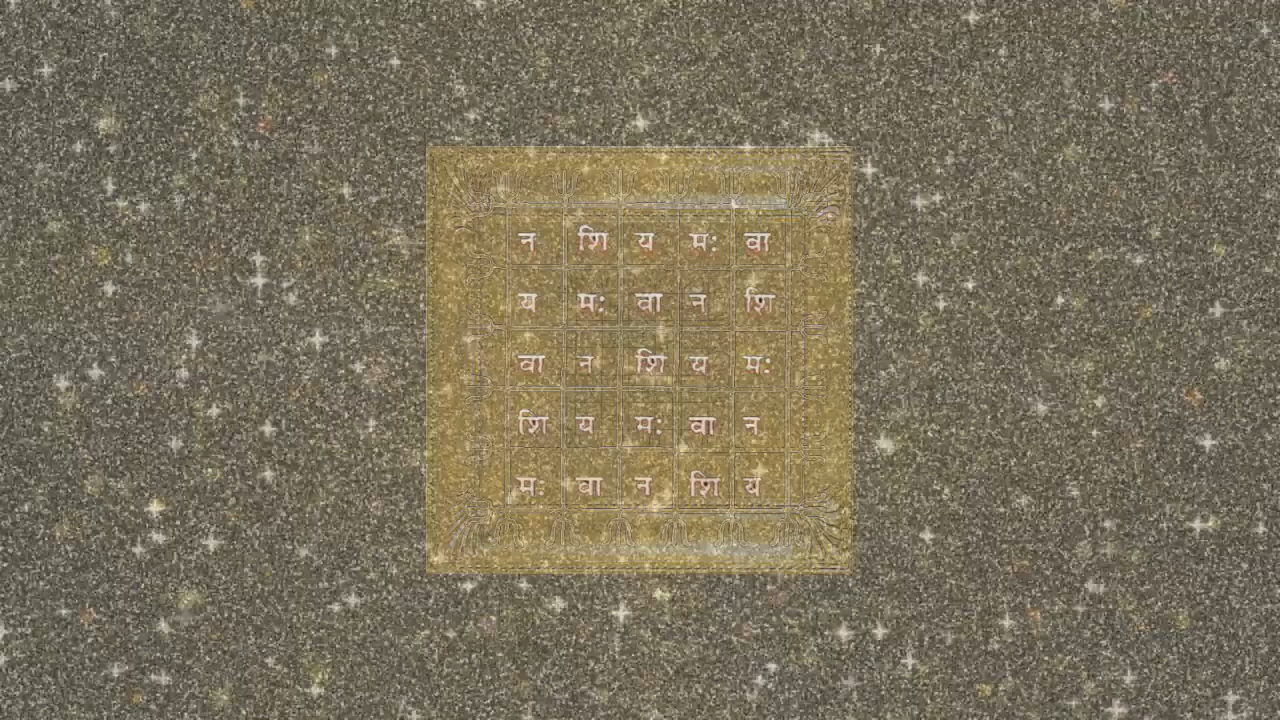 न शि य मः वा
य मः वा न शि
वा न शि य मः
शि य मः वा न
मः वा न शि य